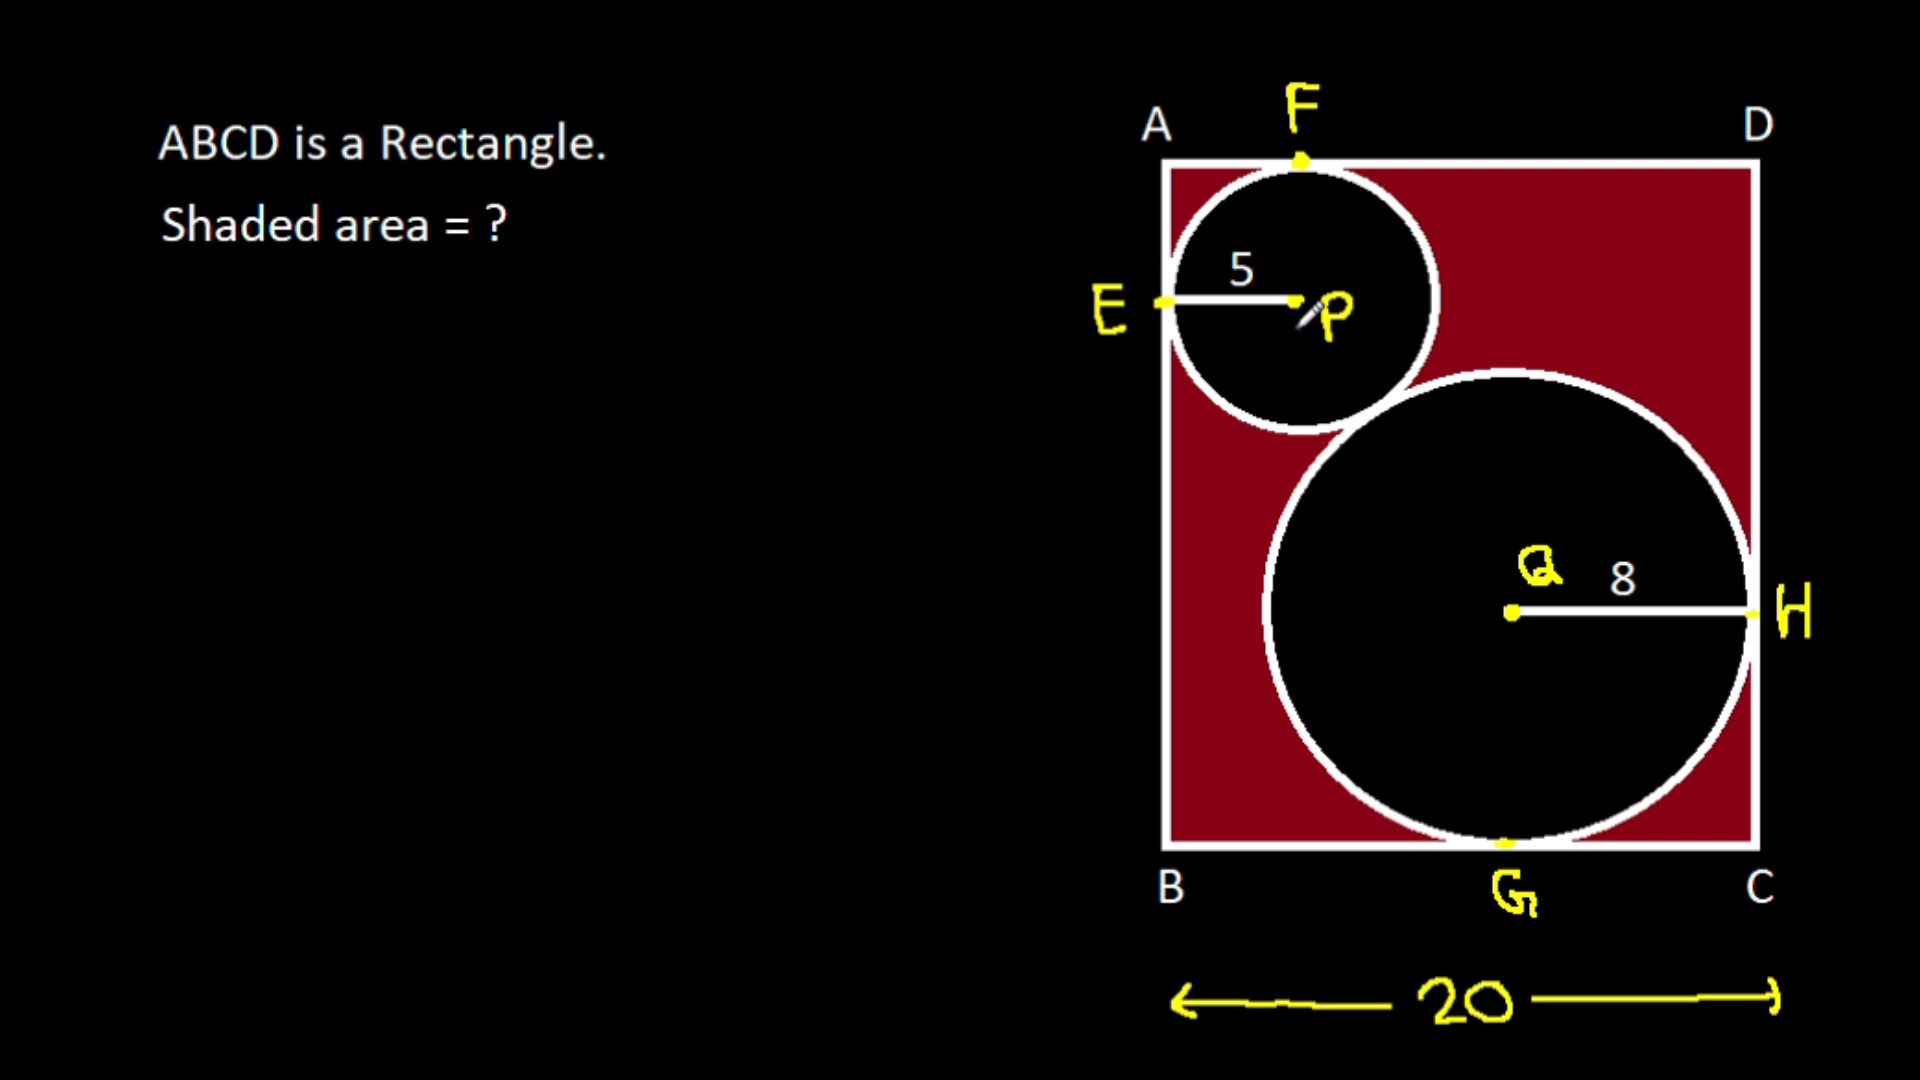 ABCD is a Rectangle.
Shaded area = ?
A
F
D
5
E
P
Q
8
H
B
G
C
20